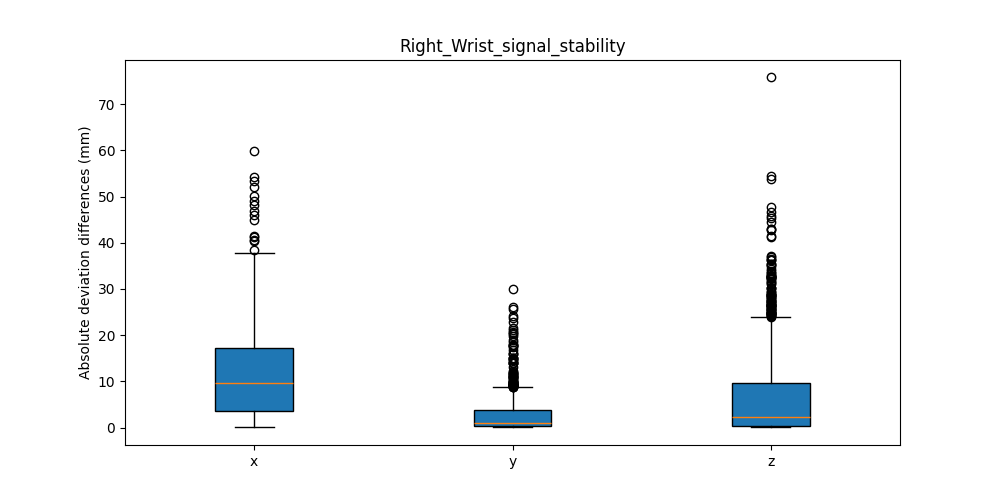 Right_Wrist_signal_stability
Absolute deviation differences (mm)
70
60
50
40
30
20
10
0
x y z